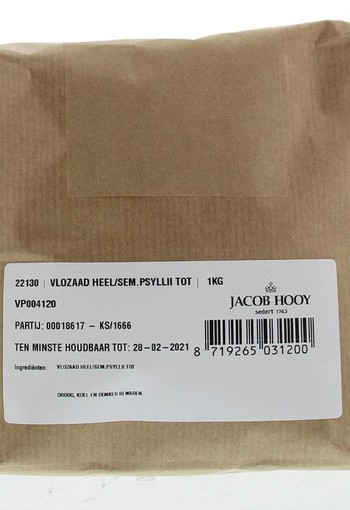 22130 | VLOZAAD HEEL/SEM.PSYLLII TOT | 1KG
VP004120
JACOB HOOY
sedert 1743
PARTIJ: 00018617 - KS/1666
TEN MINSTE HOUDBAAR TOT: 28-02-2021
8 719265 031200
Ingrediënten: VLOZAAD HEEL/SEM.PSYLLII TOT
DROOG, KOEL EN DONKER BEWAREN.